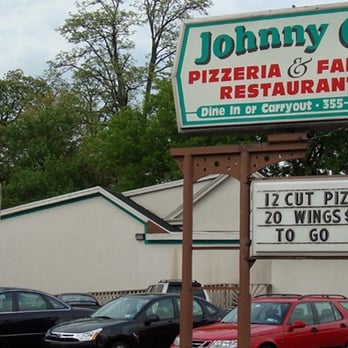 Johnny
PIZZERIA & FA
RESTAURAN
Dine In or Carryout • 355-
12 CUT PIZ
20 WINGS $
TO GO